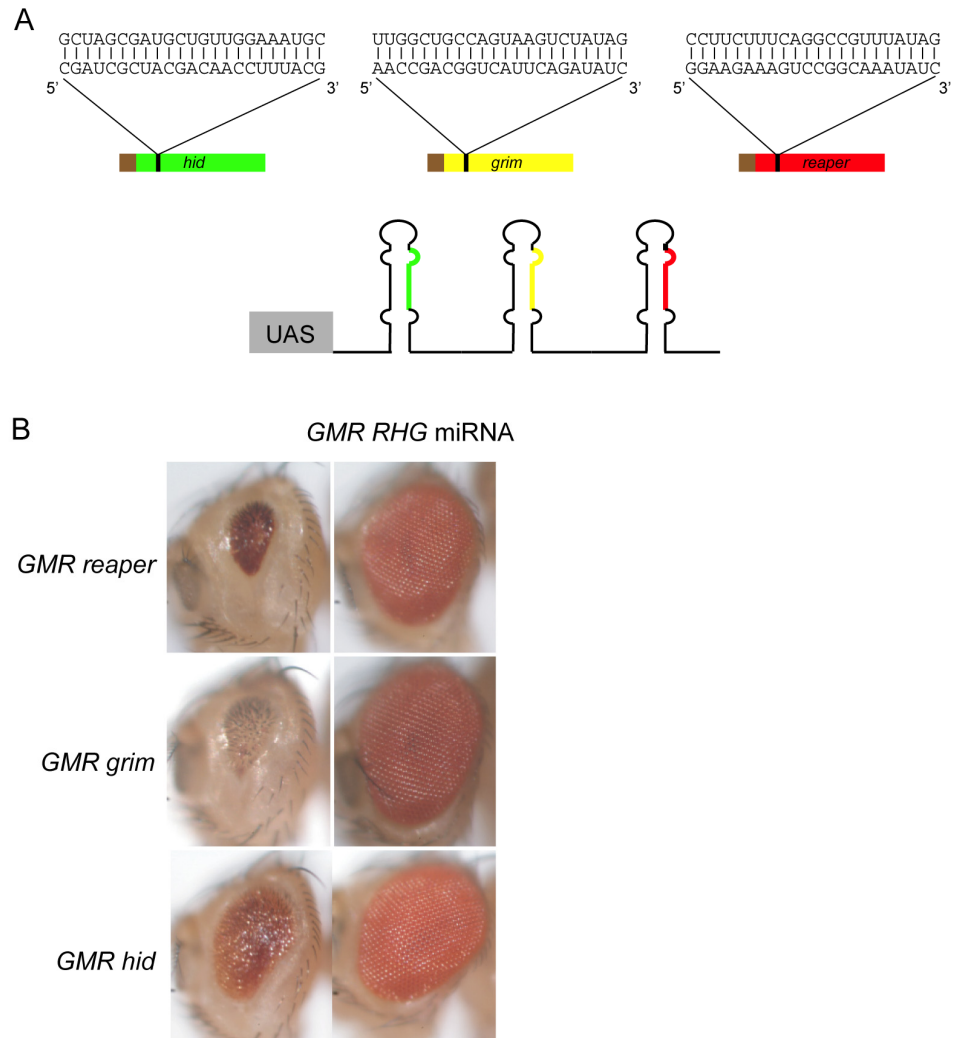 A
GCUAGCGAUGCUGUUGGAAAUGC UUGGCUGCCAGUAAGUCUAUAG CCUUCUUUCAGGCCGUUUAUAG
CGAUCGCUACGACAACCUUUACG AACCGACGGUCAUUCAGAUAUC GGAAGAAAGUCCGGCAAAUAUC
5' 3' 5' 3' 5' 3'
hid grim reaper
UAS
B
GMR RHG miRNA
GMR reaper
GMR grim
GMR hid